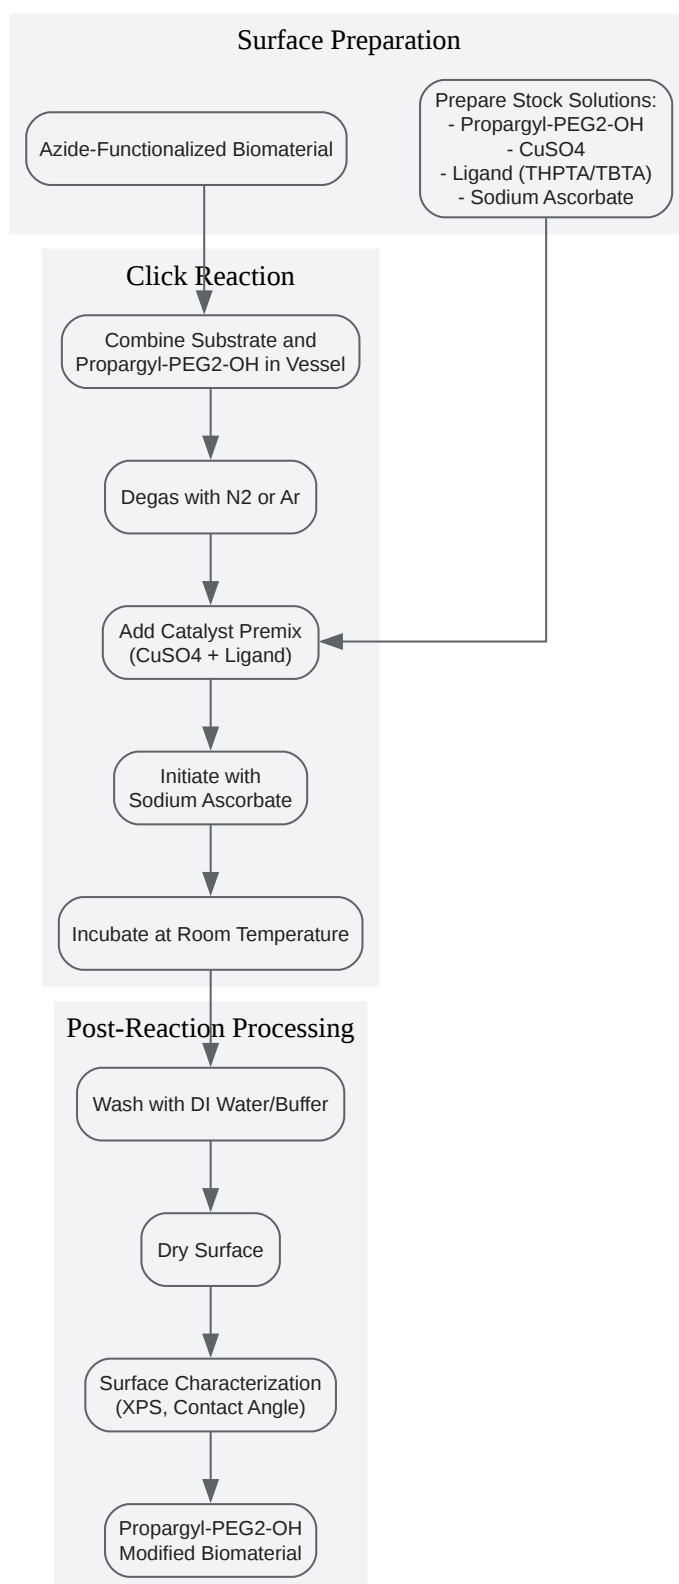 Surface Preparation
Azide-Functionalized Biomaterial
Prepare Stock Solutions:
- Propargyl-PEG2-OH
- CuSO4
- Ligand (THPTA/TBTA)
- Sodium Ascorbate
Click Reaction
Combine Substrate and
Propargyl-PEG2-OH in Vessel
Degas with N2 or Ar
Add Catalyst Premix
(CuSO4 + Ligand)
Initiate with
Sodium Ascorbate
Incubate at Room Temperature
Post-Reaction Processing
Wash with DI Water/Buffer
Dry Surface
Surface Characterization
(XPS, Contact Angle)
Propargyl-PEG2-OH
Modified Biomaterial